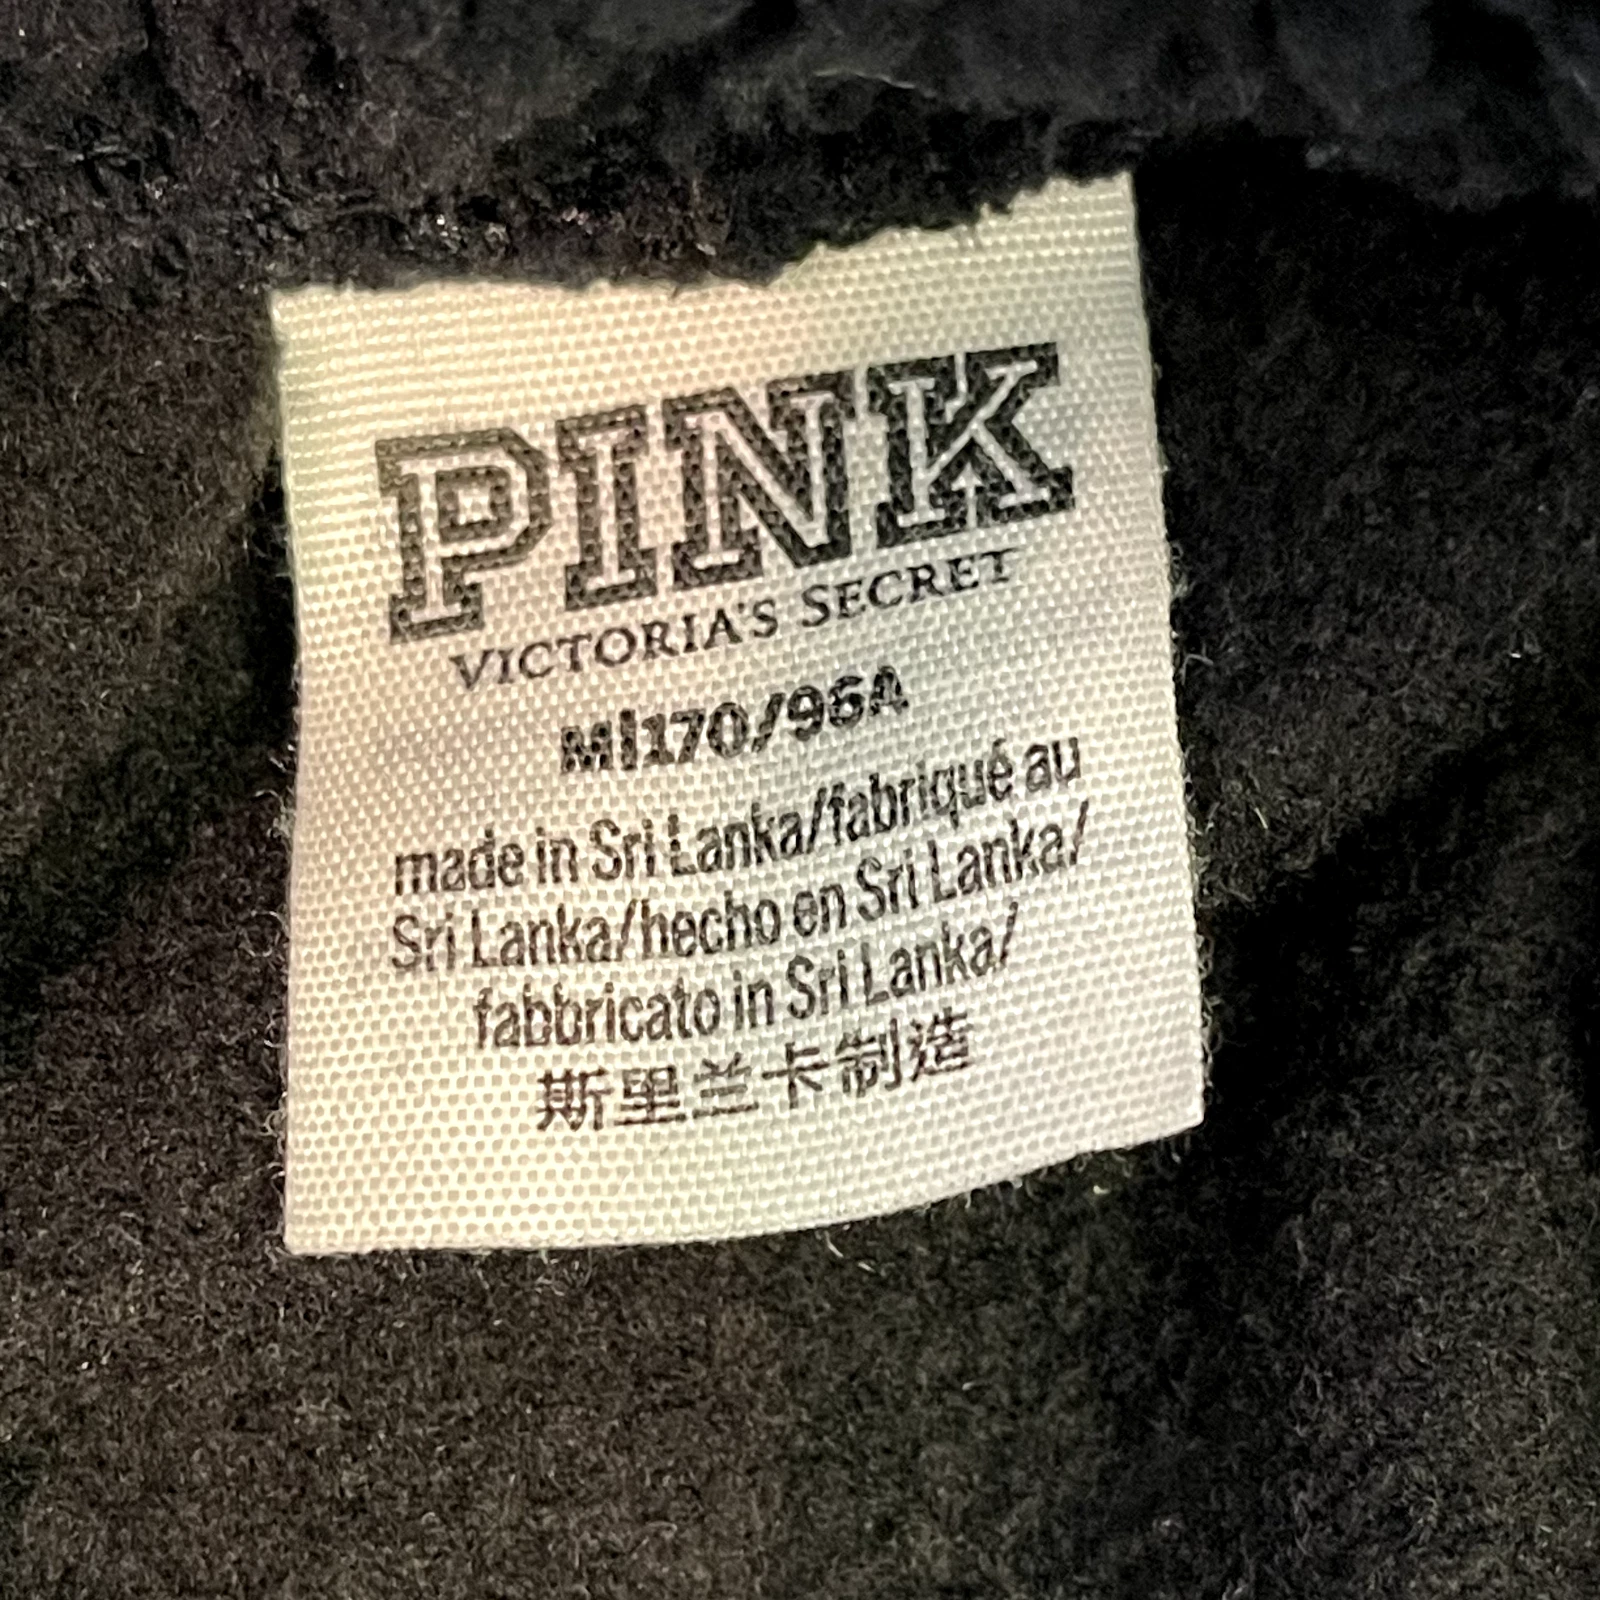 PINK
VICTORIA'S SECRET
M|170/96A
made in Sri Lanka/fabriqué au
Sri Lanka/hecho en Sri Lanka/
fabbricato in Sri Lanka/
斯里兰卡制造